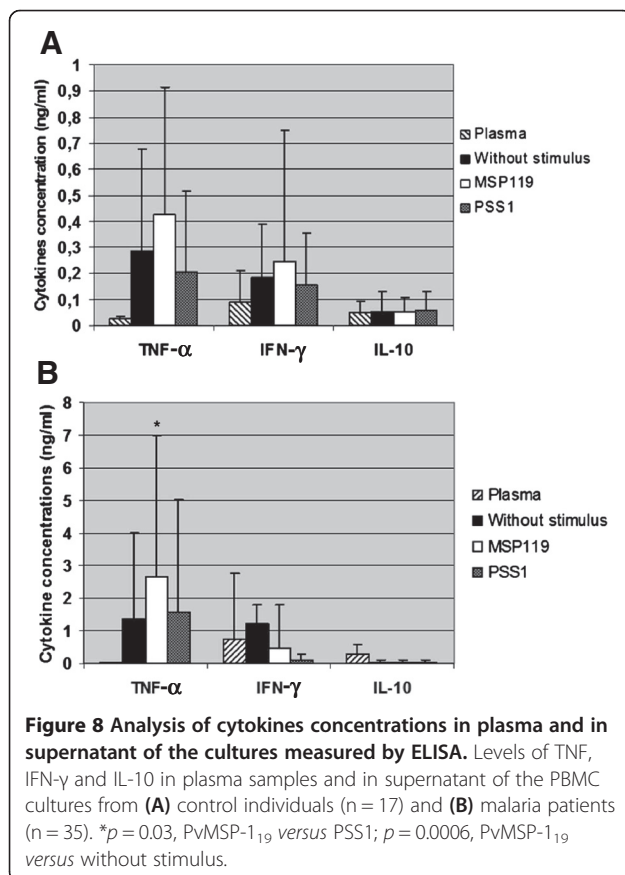 A
Cytokines concentration (ng/ml)
1
0,9
0,8
0,7
0,6
0,5
0,4
0,3
0,2
0,1
0
TNF-α IFN-γ IL-10
Plasma
Without stimulus
MSP119
PSS1
B
Cytokine concentrations (ng/ml)
8
7
6
5
4
3
2
1
0
*
TNF-α IFN-γ IL-10
Plasma
Without stimulus
MSP119
PSS1
Figure 8 Analysis of cytokines concentrations in plasma and in
supernatant of the cultures measured by ELISA. Levels of TNF,
IFN-γ and IL-10 in plasma samples and in supernatant of the PBMC
cultures from (A) control individuals (n = 17) and (B) malaria patients
(n = 35). *p = 0.03, PvMSP-1₁₉ versus PSS1; p = 0.0006, PvMSP-1₁₉
versus without stimulus.